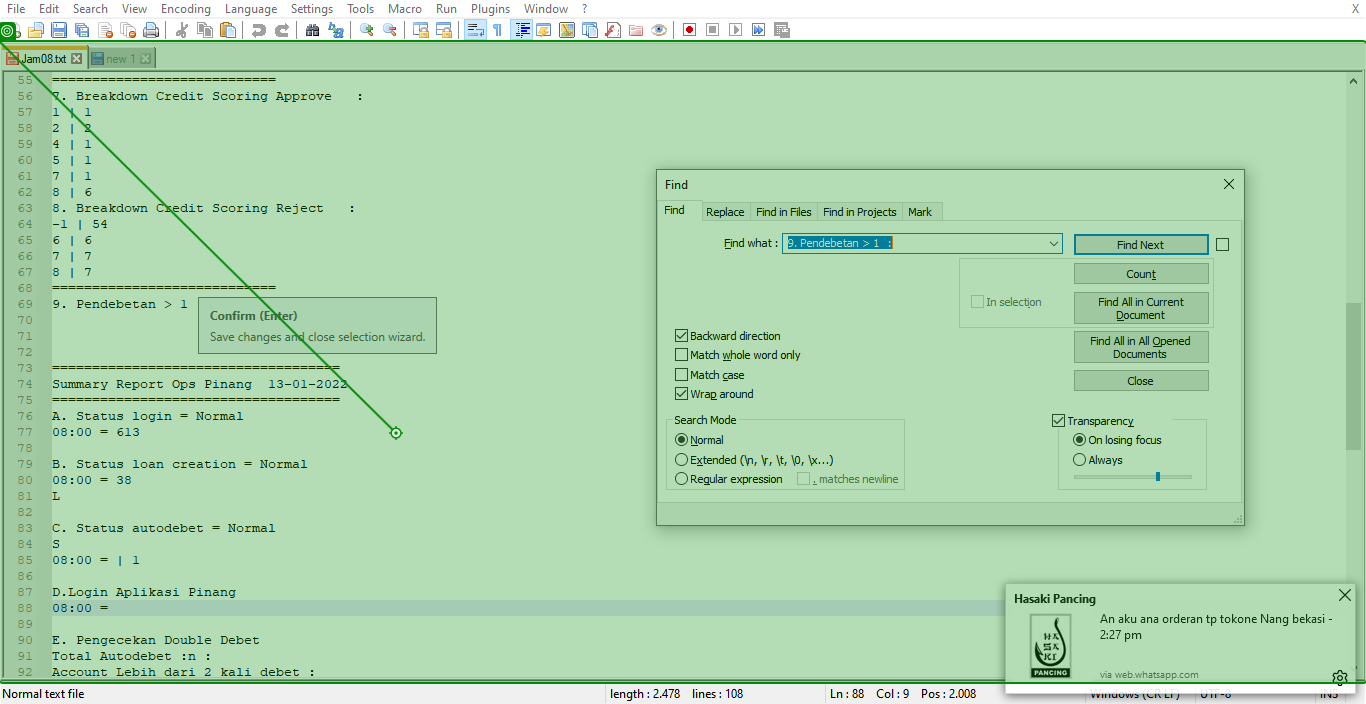 File Edit Search View Encoding Language Settings Tools Macro Run Plugins Window ? X
Jam08.txt new 1
55 ============================
56 7. Breakdown Credit Scoring Approve :
57 1 | 1
58 2 | 2
59 4 | 1
60 5 | 1
61 7 | 1
62 8 | 6
63 8. Breakdown Credit Scoring Reject :
64 -1 | 54
65 6 | 6
66 7 | 7
67 8 | 7
68 ============================
69 9. Pendebetan > 1
70
71
72
73 ====================================
74 Summary Report Ops Pinang 13-01-2022
75 ====================================
76 A. Status login = Normal
77 08:00 = 613
78
79 B. Status loan creation = Normal
80 08:00 = 38
81 L
82
83 C. Status autodebet = Normal
84 S
85 08:00 = | 1
86
87 D.Login Aplikasi Pinang
88 08:00 =
89
90 E. Pengecekan Double Debet
91 Total Autodebet :n :
92 Account Lebih dari 2 kali debet :
Confirm (Enter)
Save changes and close selection wizard.
Find
Find Replace Find in Files Find in Projects Mark
Find what : 9. Pendebetan > 1 : Find Next
Count
In selection
Find All in Current Document
Find All in All Opened Documents
Close
Backward direction
Match whole word only
Match case
Wrap around
Search Mode
Normal
Extended (\n, \r, \t, \0, \x...)
Regular expression . matches newline
Transparency
On losing focus
Always
Hasaki Pancing
An aku ana orderan tp tokone Nang bekasi -
2:27 pm
HA
SA
KI
PANCING
via web.whatsapp.com
Normal text file length : 2.478 lines : 108 Ln : 88 Col : 9 Pos : 2.008 Windows (CR LF) UTF-8 INS